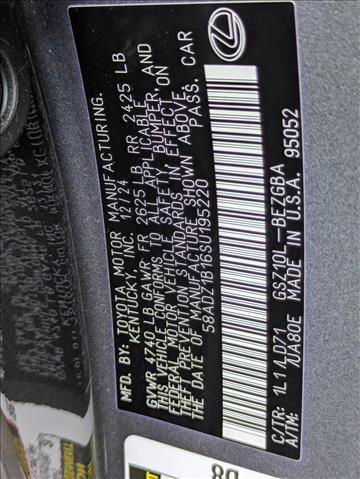 MFD. BY: TOYOTA MOTOR MANUFACTURING.
KENTUCKY, INC. 12/24
GVWR 4740 LB GAWR FR 2625 LB RR 2425 LB
THIS VEHICLE CONFORMS TO ALL APPLICABLE
FEDERAL MOTOR VEHICLE SAFETY, BUMPER, AND
THEFT PREVENTION STANDARDS IN EFFECT ON
THE DATE OF MANUFACTURE SHOWN ABOVE.
58ADZ1B16SU195220 PASS. CAR
C/TR: 1L1 LD71 GSZ10L-BEZGBA
A/TM: /UA80E MADE IN U.S.A. 95052